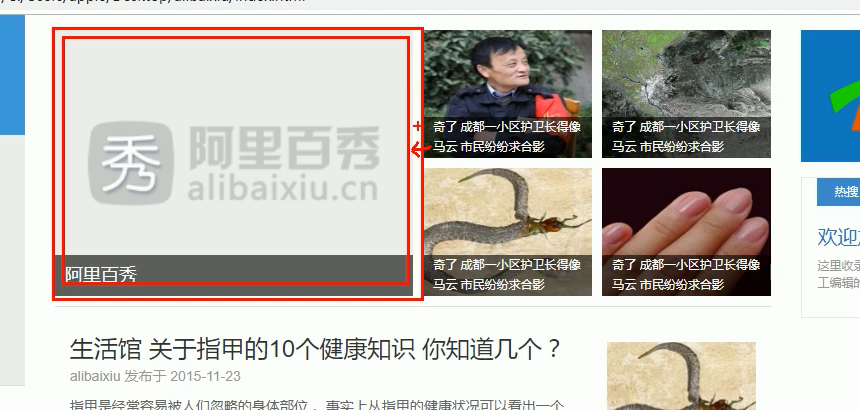 秀 阿里百秀
alibaixiu.cn
阿里百秀
奇了 成都一小区护卫长得像
马云 市民纷纷求合影
奇了 成都一小区护卫长得像
马云 市民纷纷求合影
奇了 成都一小区护卫长得像
马云 市民纷纷求合影
奇了 成都一小区护卫长得像
马云 市民纷纷求合影
热搜
欢迎
这里收录
工编辑的
生活馆 关于指甲的10个健康知识 你知道几个？
alibaixiu 发布于 2015-11-23
指甲是经常容易被人们忽略的身体部位， 事实上从指甲的健康状况可以看出一个